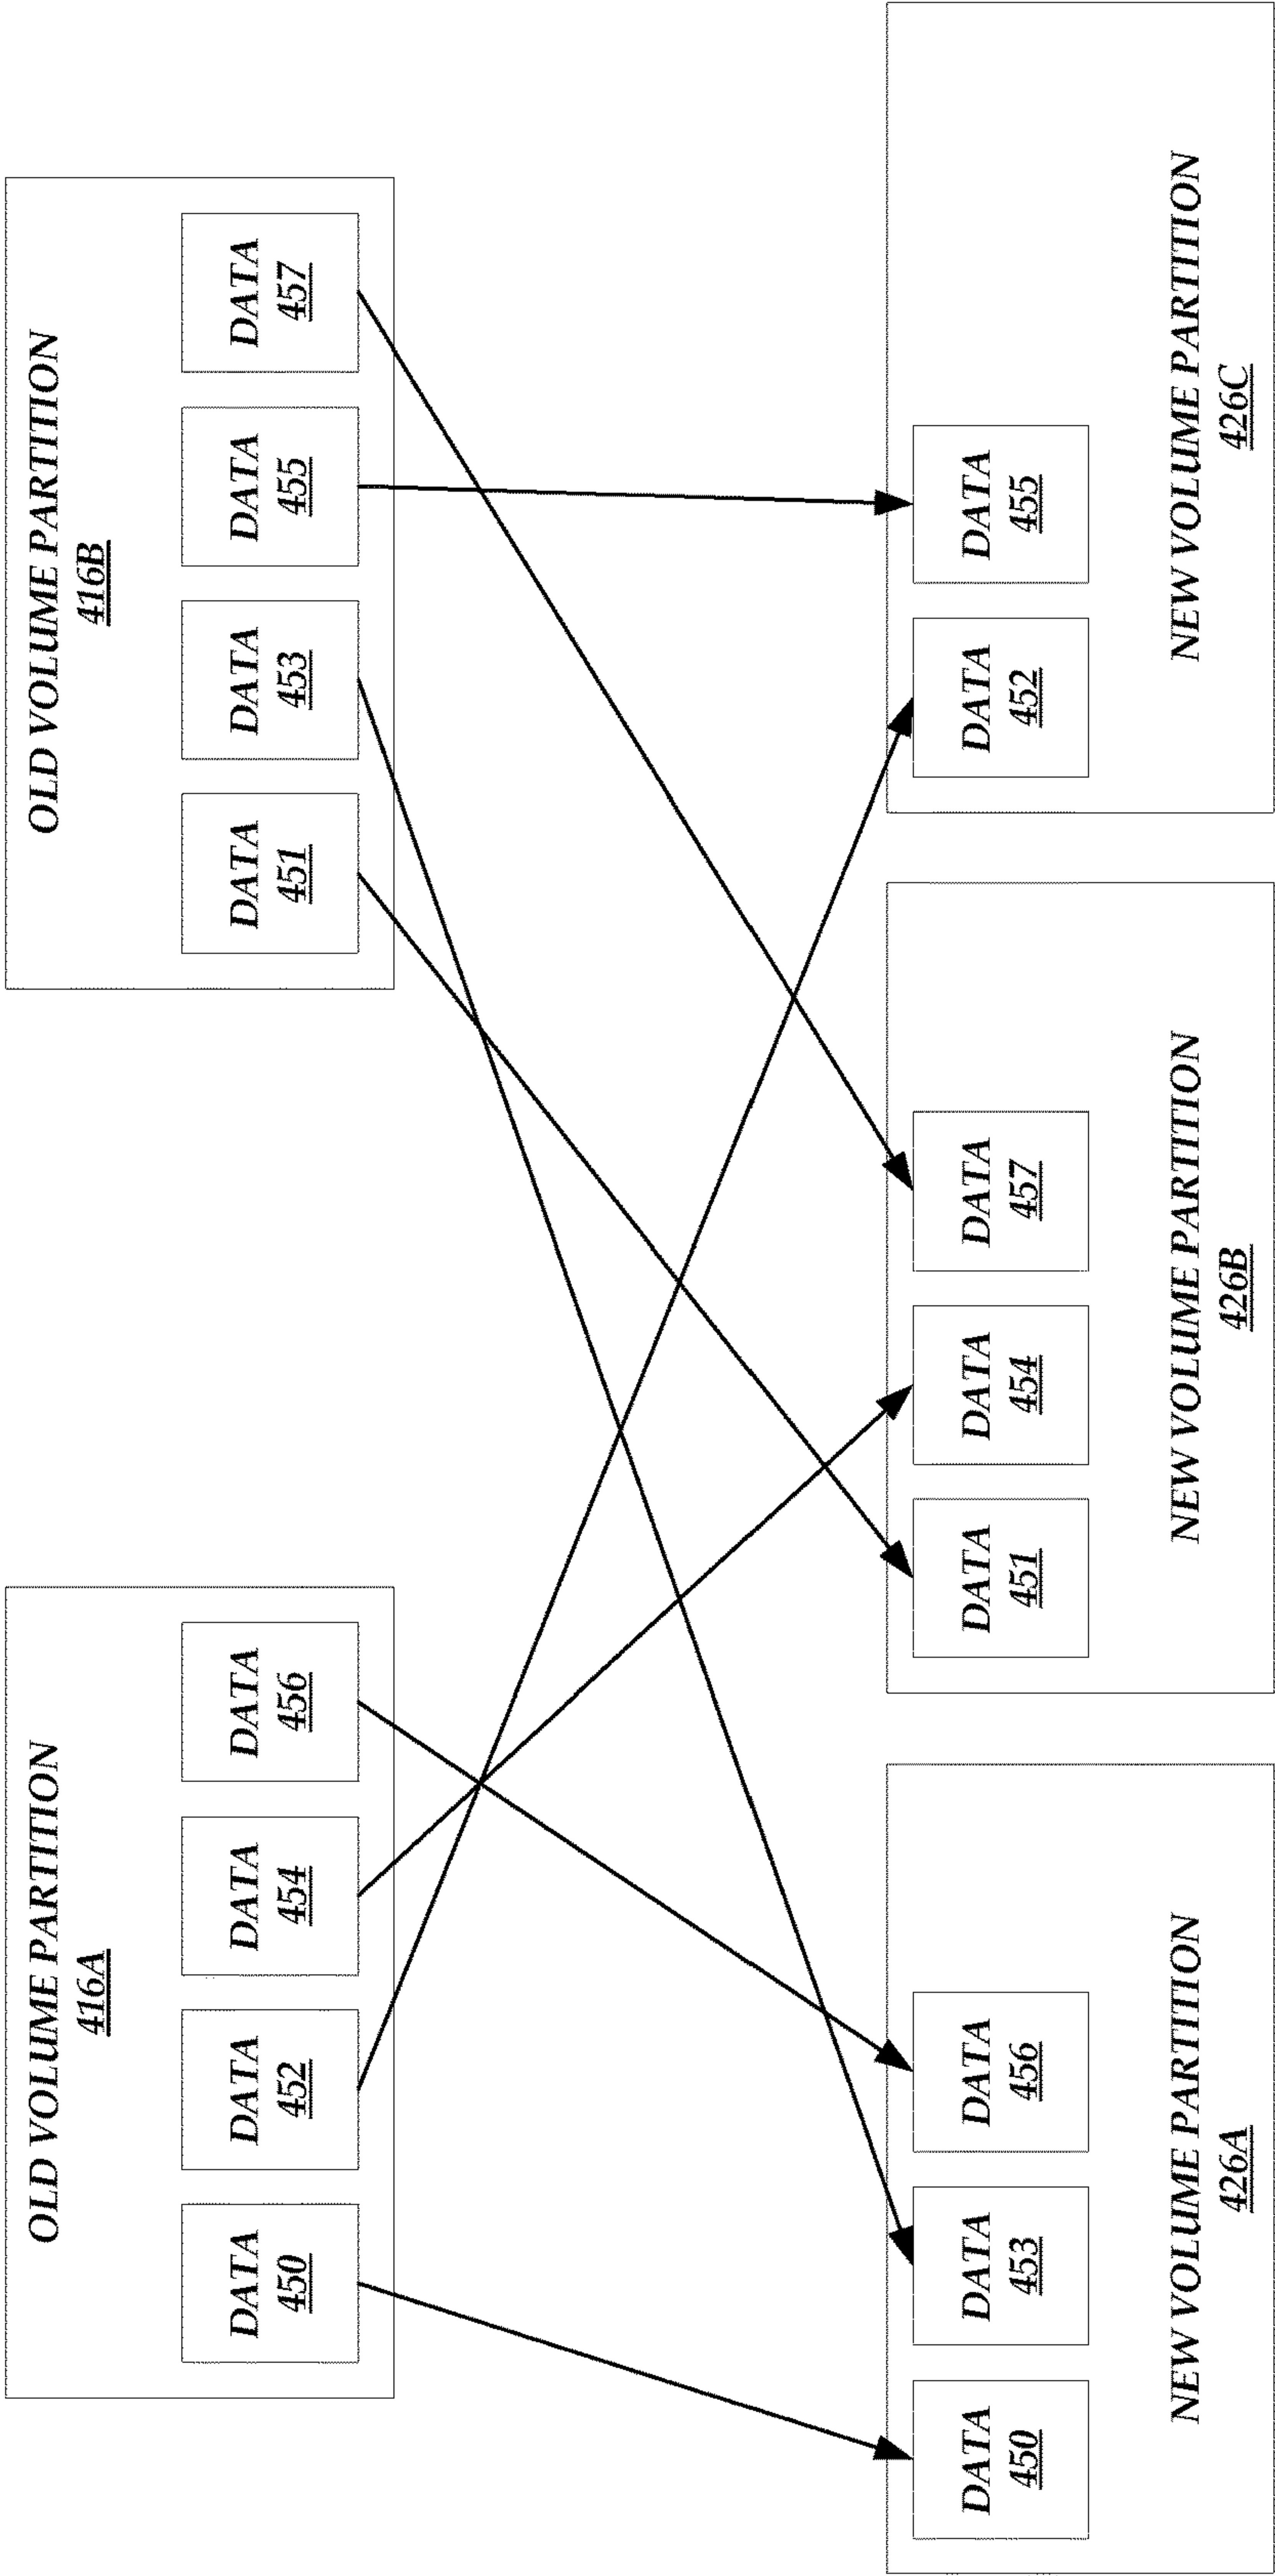 OLD VOLUME PARTITION
416A
DATA
450
DATA
452
DATA
454
DATA
456
OLD VOLUME PARTITION
416B
DATA
451
DATA
453
DATA
455
DATA
457
DATA
450
DATA
453
DATA
456
NEW VOLUME PARTITION
426A
DATA
451
DATA
454
DATA
457
NEW VOLUME PARTITION
426B
DATA
452
DATA
455
NEW VOLUME PARTITION
426C